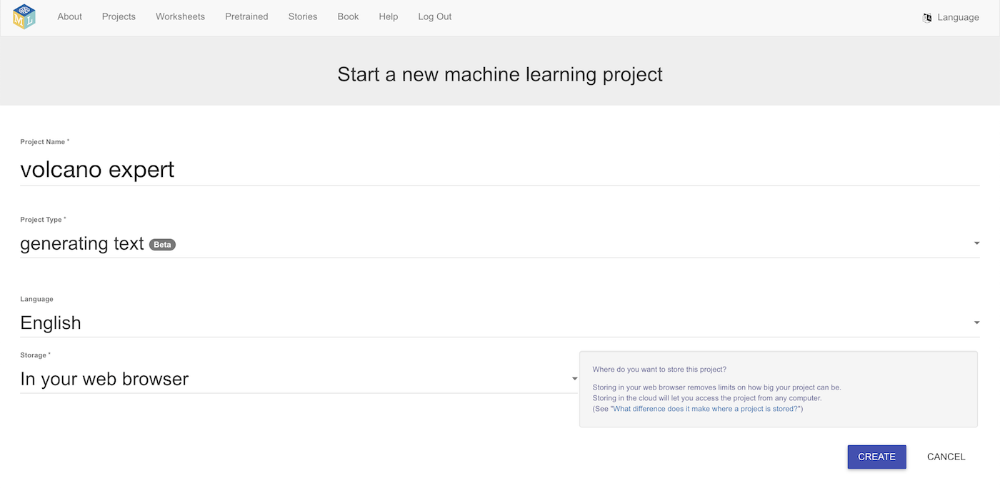 ML
About Projects Worksheets Pretrained Stories Book Help Log Out Language
Start a new machine learning project
Project Name *
volcano expert
Project Type *
generating text Beta
Language
English
Storage *
In your web browser
Where do you want to store this project?
Storing in your web browser removes limits on how big your project can be.
Storing in the cloud will let you access the project from any computer.
(See "What difference does it make where a project is stored?")
CREATE CANCEL